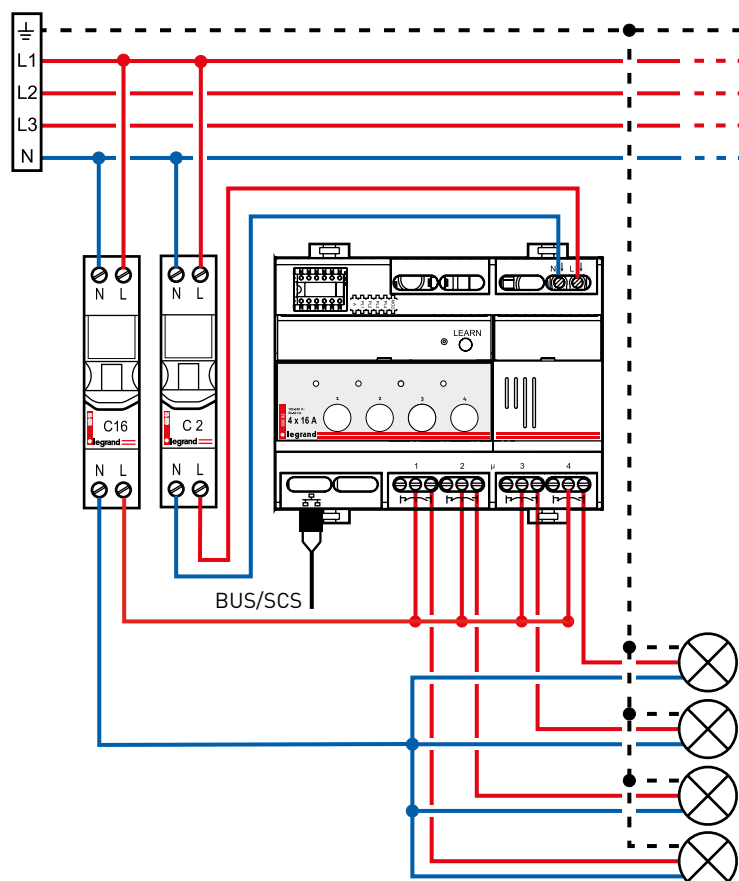 L1
L2
L3
N
N L
N L
N L
LEARN
1 2 3 4
4 x 16 A
legrand
C16
legrand
C 2
legrand
N L
N L
1 2 µ 3 4
BUS/SCS